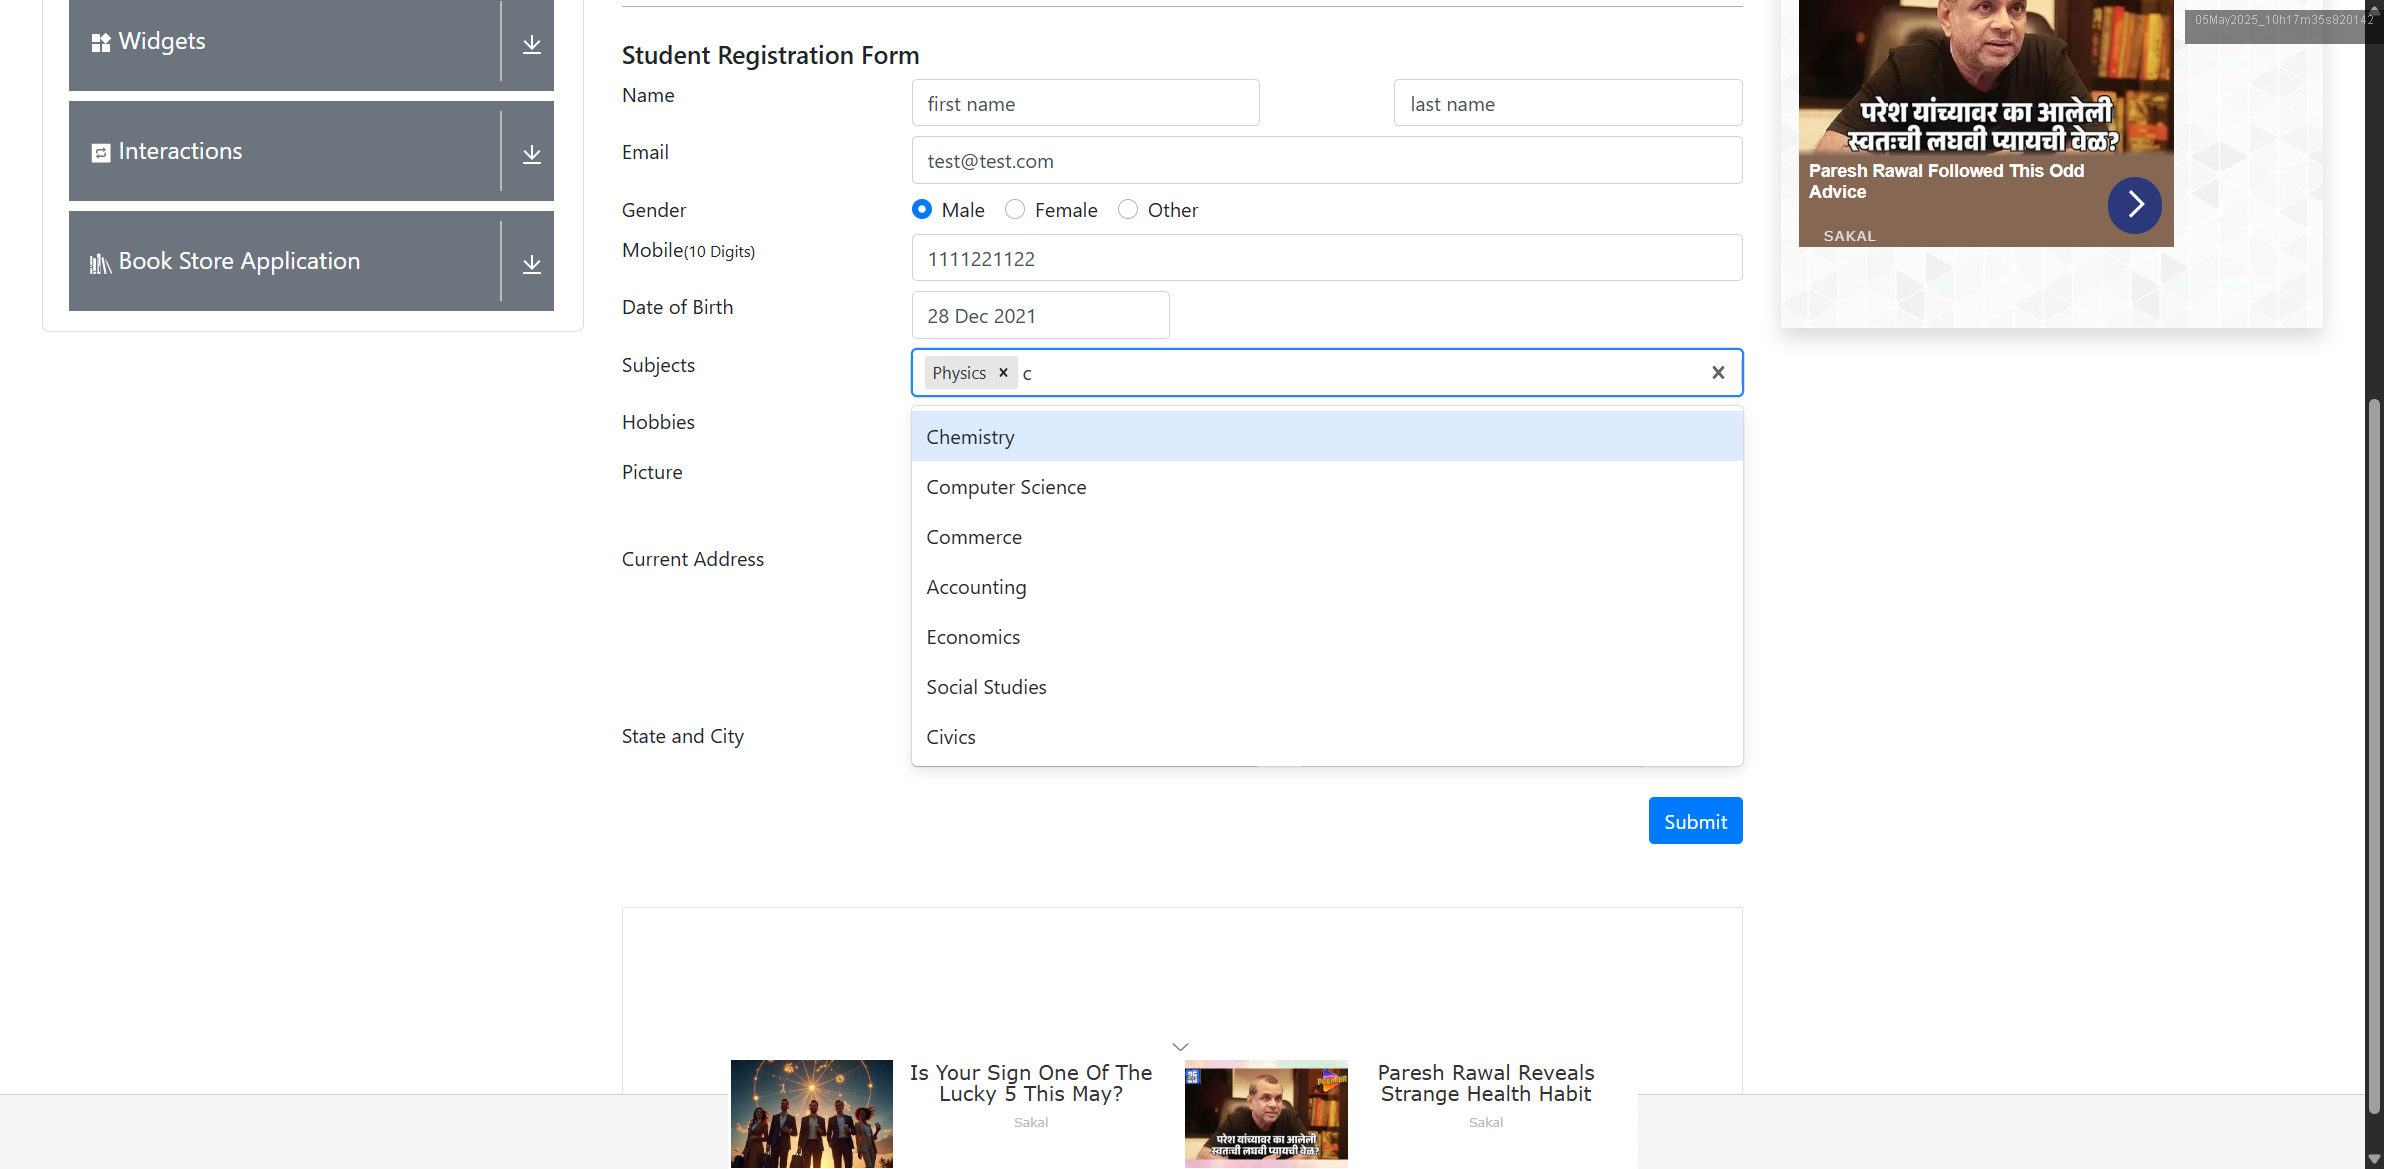 05May2025_10h17m35s820142
Widgets
Interactions
Book Store Application
Student Registration Form
Name
first name
last name
Email
test@test.com
Gender
Male
Female
Other
Mobile(10 Digits)
1111221122
Date of Birth
28 Dec 2021
Subjects
Physics
c
Hobbies
Chemistry
Computer Science
Commerce
Accounting
Economics
Social Studies
Civics
Picture
Current Address
State and City
Submit
परेश यांच्यावर का आलेली
स्वतःची लघवी प्यायची वेळ?
Paresh Rawal Followed This Odd
Advice
SAKAL
Is Your Sign One Of The
Lucky 5 This May?
Sakal
PREMIER
परेश यांच्यावर का आलेली
स्वतःची लघवी प्यायची वेळ?
Paresh Rawal Reveals
Strange Health Habit
Sakal